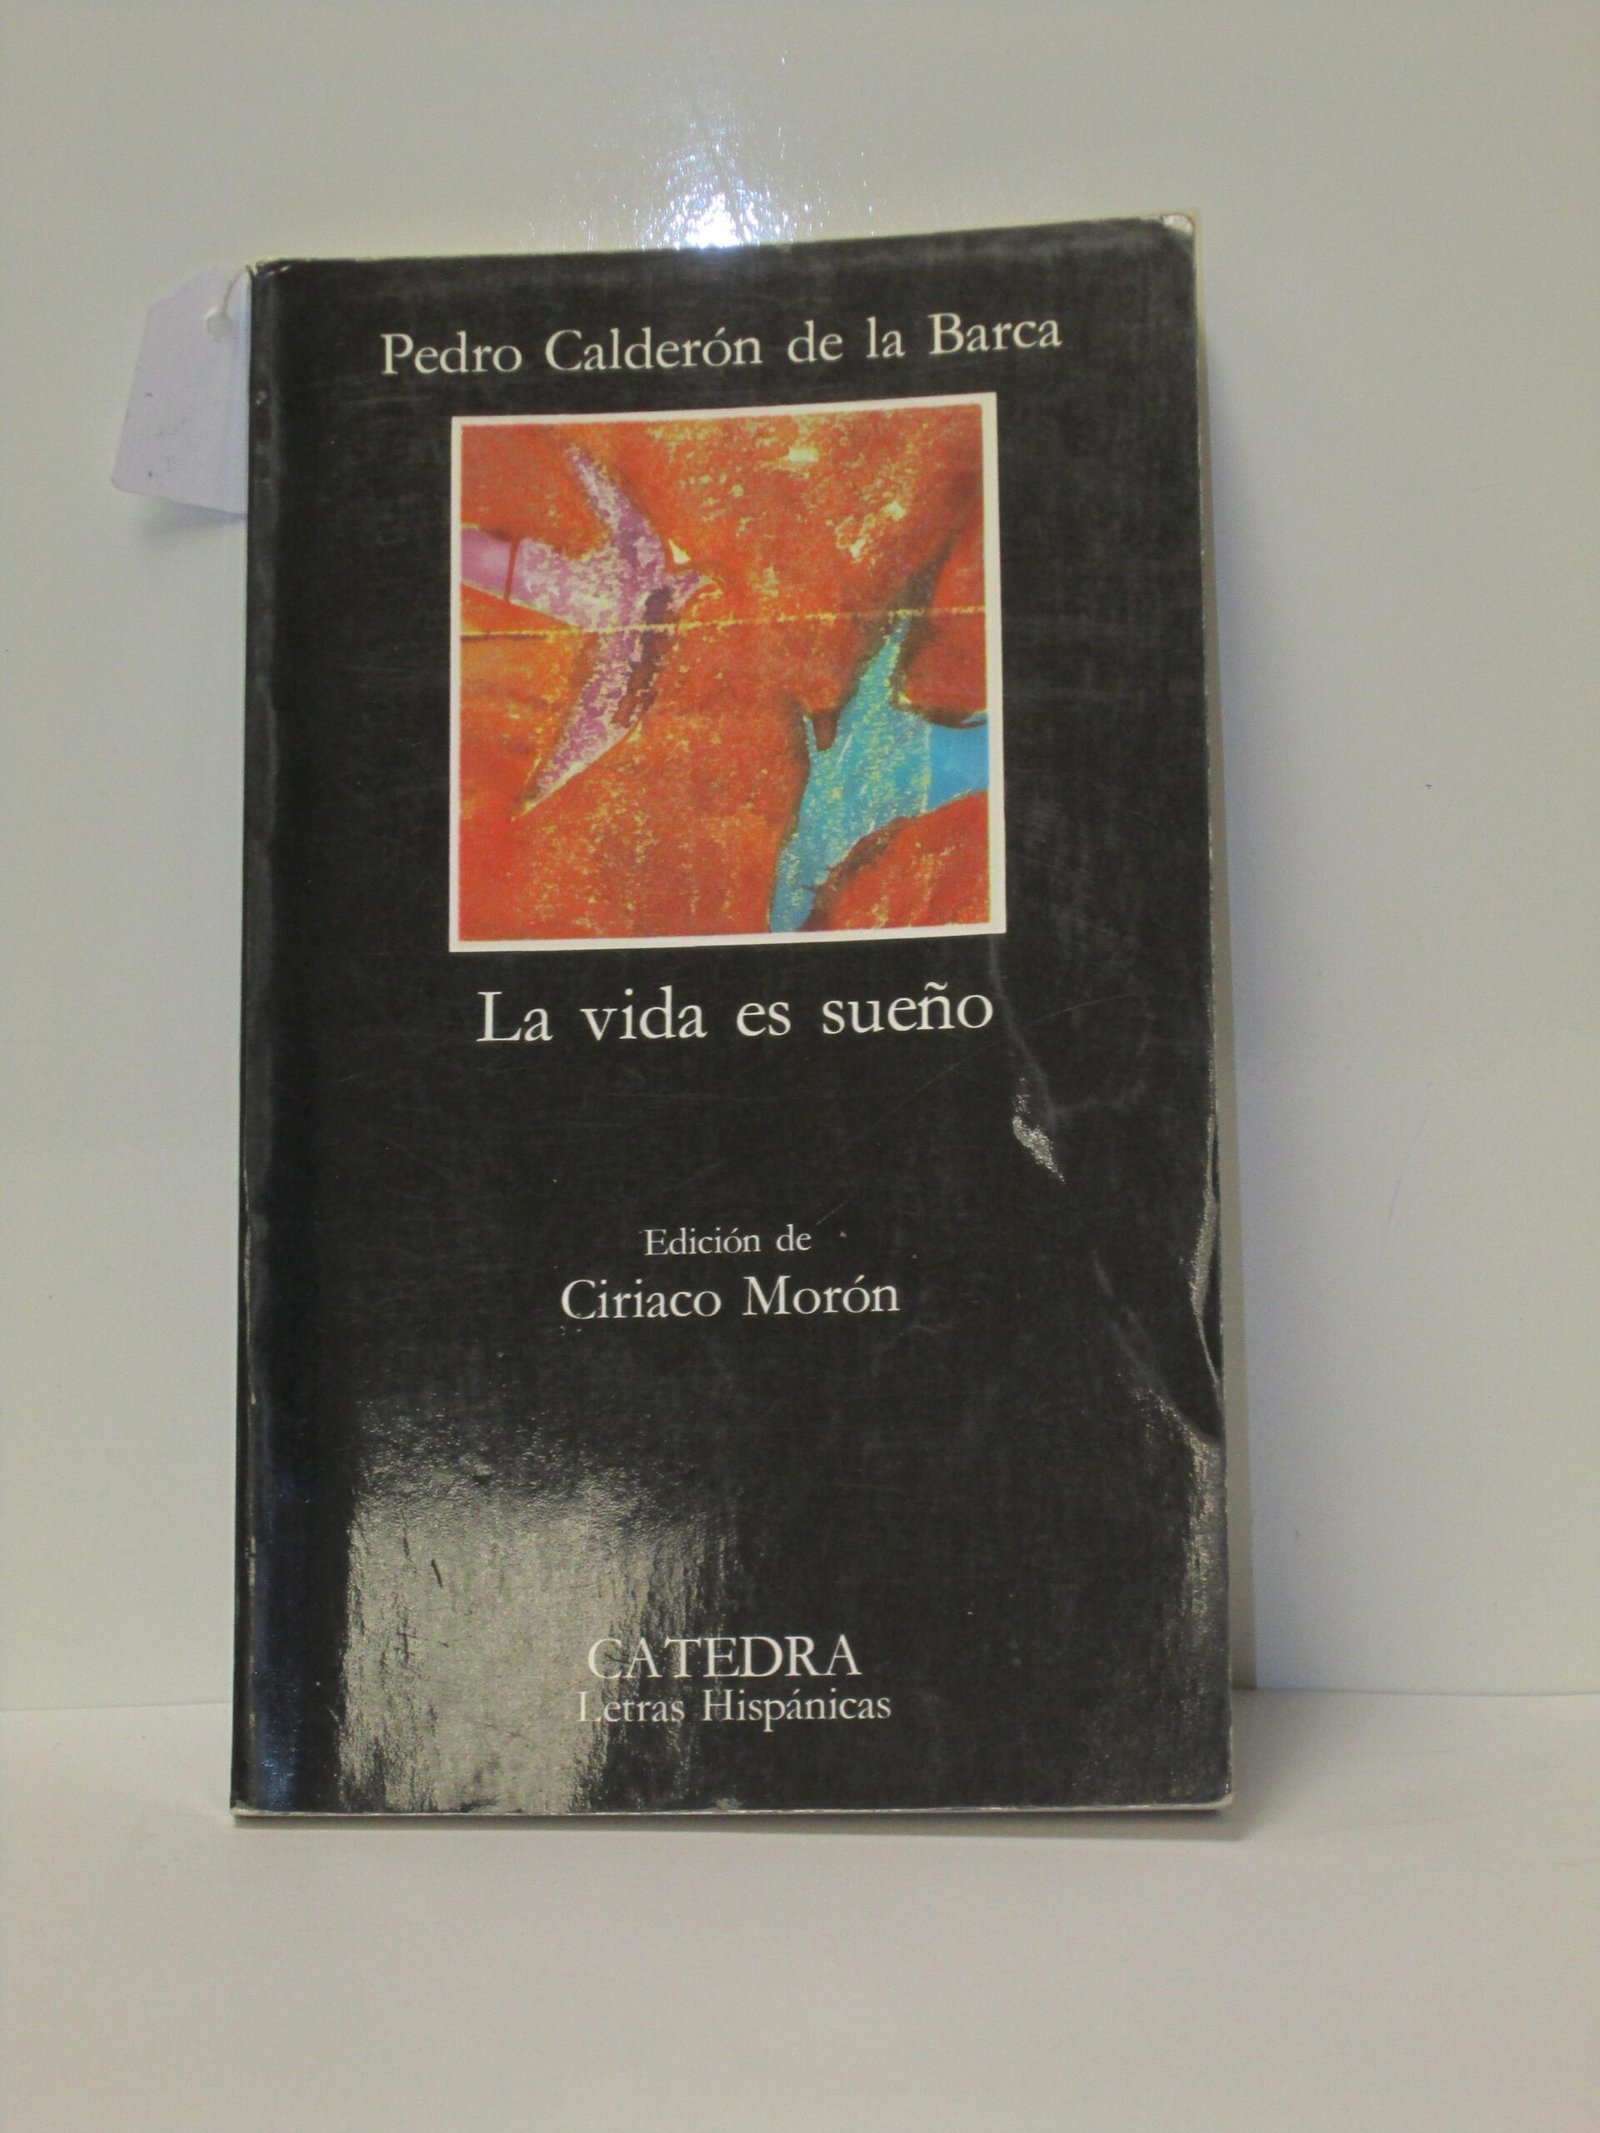 Pedro Calderón de la Barca
La vida es sueño
Edición de
Ciriaco Morón
CATEDRA
Letras Hispánicas